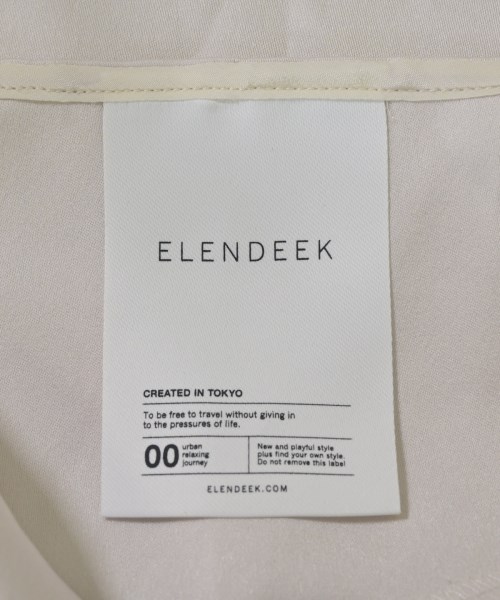 ELENDEEK
CREATED IN TOKYO
To be free to travel without giving in
to the pressures of life.
00
urban
relaxing
journey
New and playful style
plus find your own style.
Do not remove this label
ELENDEEK.COM